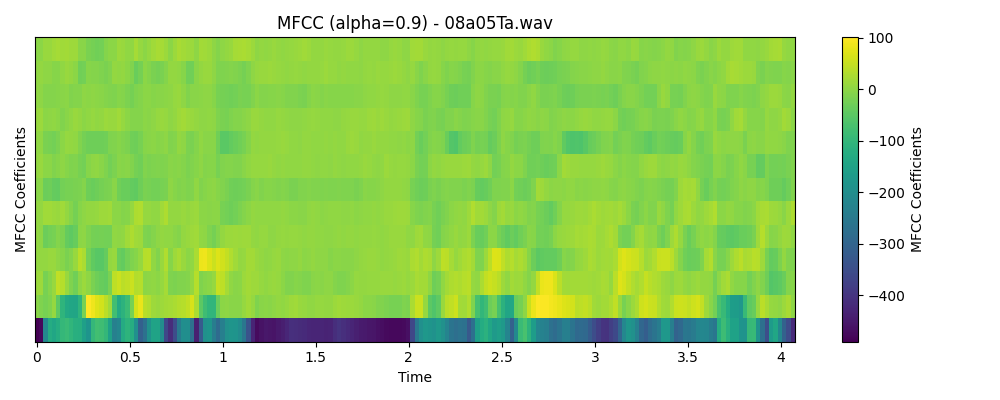 MFCC (alpha=0.9) - 08a05Ta.wav
MFCC Coefficients
0 0.5 1 1.5 2 2.5 3 3.5 4
Time
100
0
−100
−200
−300
−400
MFCC Coefficients